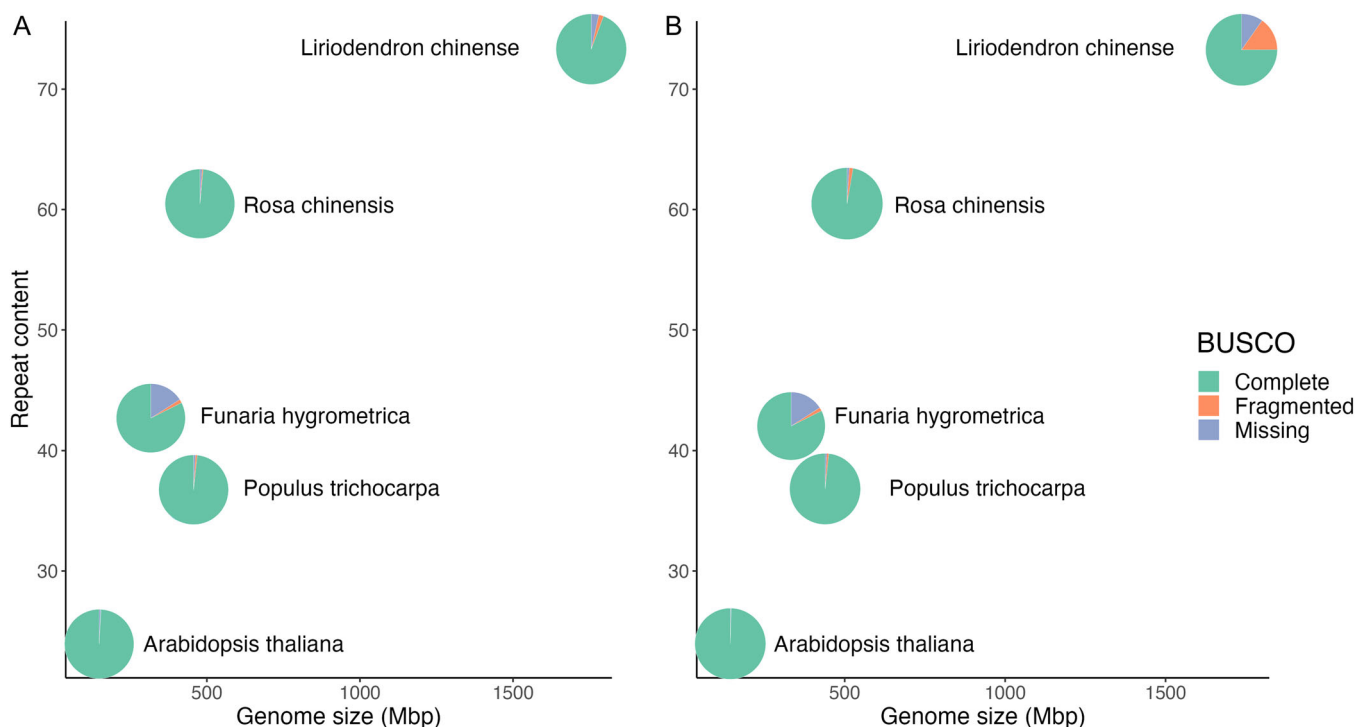 A
Liriodendron chinense
Rosa chinensis
Funaria hygrometrica
Populus trichocarpa
Arabidopsis thaliana
Repeat content
70
60
50
40
30
500
1000
1500
Genome size (Mbp)
B
Liriodendron chinense
Rosa chinensis
Funaria hygrometrica
Populus trichocarpa
Arabidopsis thaliana
70
60
50
40
30
500
1000
1500
Genome size (Mbp)
BUSCO
Complete
Fragmented
Missing